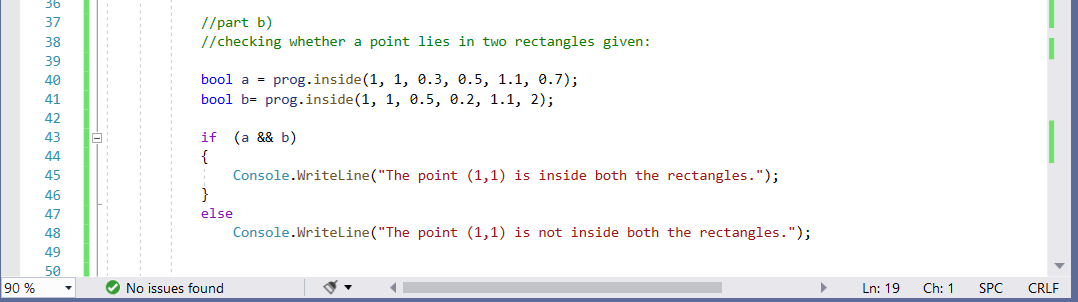 36
37 //part b)
38 //checking whether a point lies in two rectangles given:
39
40 bool a = prog.inside(1, 1, 0.3, 0.5, 1.1, 0.7);
41 bool b= prog.inside(1, 1, 0.5, 0.2, 1.1, 2);
42
43 if  (a && b)
44 {
45 Console.WriteLine("The point (1,1) is inside both the rectangles.");
46 }
47 else
48 Console.WriteLine("The point (1,1) is not inside both the rectangles.");
49
50
90 % No issues found Ln: 19 Ch: 1 SPC CRLF